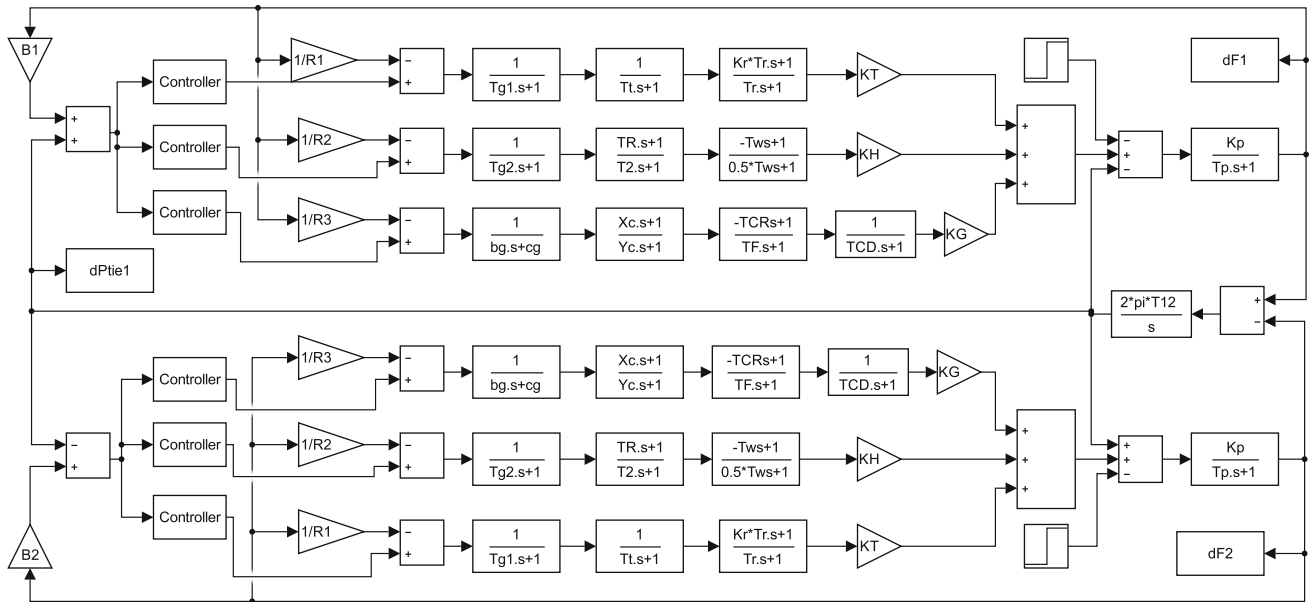 B1
1/R1
−
+
Controller
1
Tg1.s+1
1
Tt.s+1
Kr*Tr.s+1
Tr.s+1
KT
dF1
+
+
Controller
1/R2
−
+
1
Tg2.s+1
TR.s+1
T2.s+1
-Tws+1
0.5*Tws+1
KH
+
+
+
−
+
−
Kp
Tp.s+1
Controller
1/R3
−
+
1
bg.s+cg
Xc.s+1
Yc.s+1
-TCRs+1
TF.s+1
1
TCD.s+1
KG
dPtie1
2*pi*T12
s
+
−
Controller
1/R3
−
+
1
bg.s+cg
Xc.s+1
Yc.s+1
-TCRs+1
TF.s+1
1
TCD.s+1
KG
−
+
Controller
1/R2
−
+
1
Tg2.s+1
TR.s+1
T2.s+1
-Tws+1
0.5*Tws+1
KH
+
+
+
+
+
−
Kp
Tp.s+1
Controller
1/R1
−
+
1
Tg1.s+1
1
Tt.s+1
Kr*Tr.s+1
Tr.s+1
KT
B2
dF2